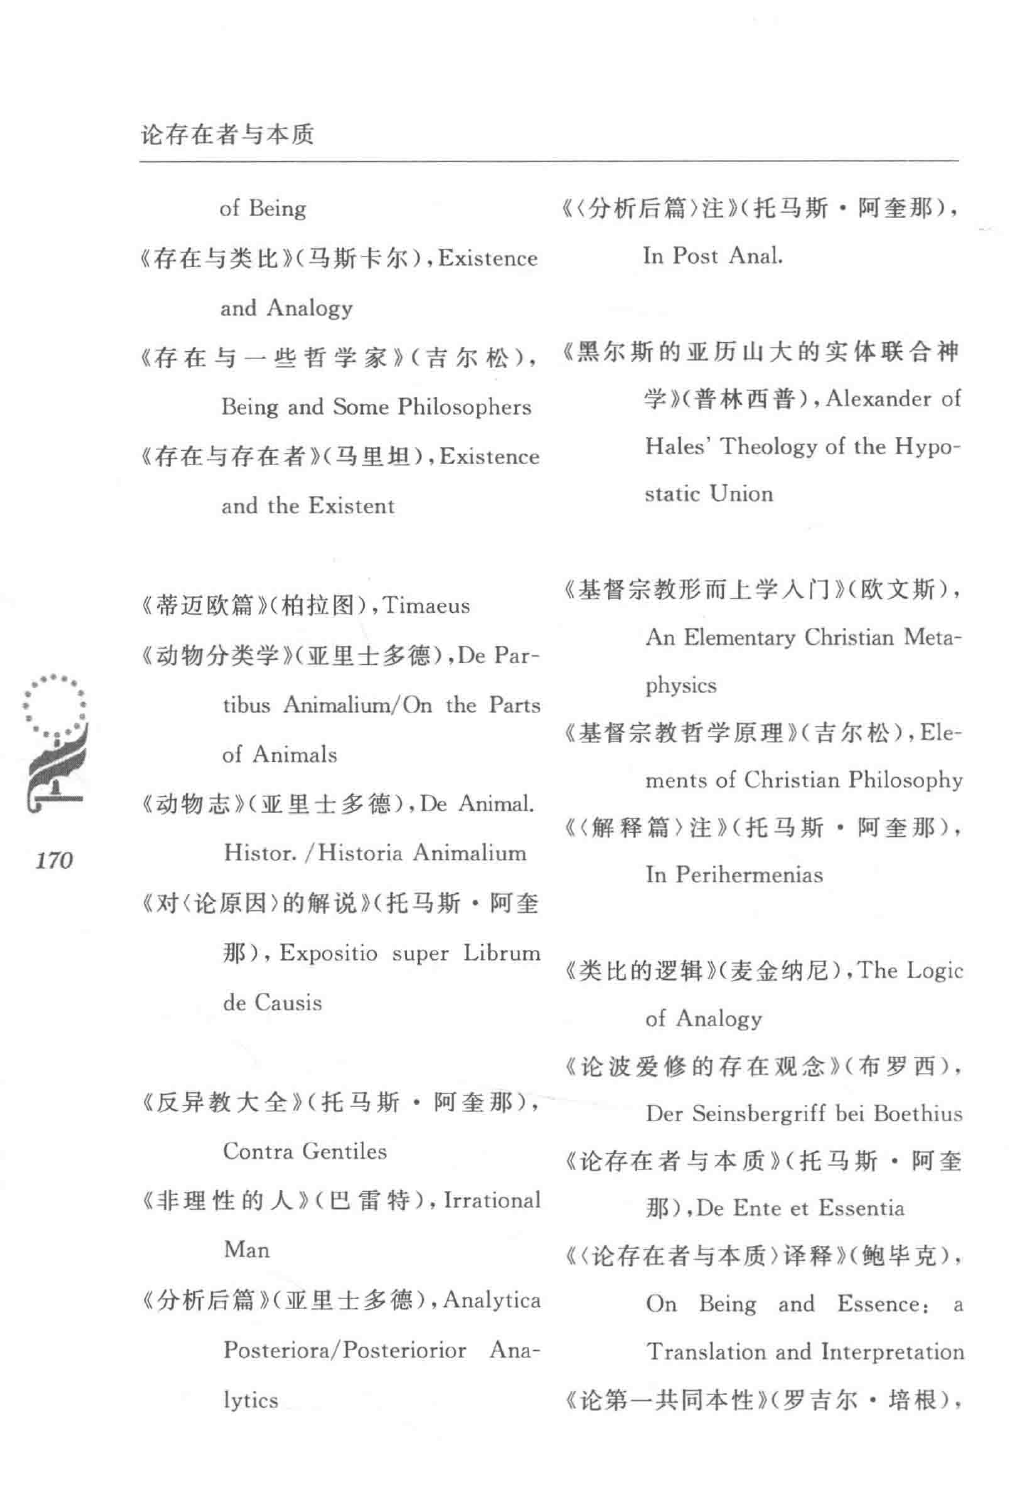 论存在者与本质
of Being
《存在与类比》(马斯卡尔),Existence
and Analogy
《存在与一些哲学家》(吉尔松),
Being and Some Philosophers
《存在与存在者》(马里坦),Existence
and the Existent
《蒂迈欧篇》(柏拉图),Timaeus
《动物分类学》(亚里士多德),De Par-
tibus Animalium/On the Parts
of Animals
《动物志》(亚里士多德),De Animal.
Histor. /Historia Animalium
《对〈论原因〉的解说》(托马斯·阿奎
那),Expositio super Librum
de Causis
《反异教大全》(托马斯·阿奎那),
Contra Gentiles
《非理性的人》(巴雷特),Irrational
Man
《分析后篇》(亚里士多德),Analytica
Posteriora/Posteriorior Ana-
lytics
《〈分析后篇〉注》(托马斯·阿奎那),
In Post Anal.
《黑尔斯的亚历山大的实体联合神
学》(普林西普),Alexander of
Hales' Theology of the Hypo-
static Union
《基督宗教形而上学入门》(欧文斯),
An Elementary Christian Meta-
physics
《基督宗教哲学原理》(吉尔松),Ele-
ments of Christian Philosophy
《〈解释篇〉注》(托马斯·阿奎那),
In Perihermenias
《类比的逻辑》(麦金纳尼),The Logic
of Analogy
《论波爱修的存在观念》(布罗西),
Der Seinsbergriff bei Boethius
《论存在者与本质》(托马斯·阿奎
那),De Ente et Essentia
《〈论存在者与本质〉译释》(鲍毕克),
On Being and Essence: a
Translation and Interpretation
《论第一共同本性》(罗吉尔·培根),
170